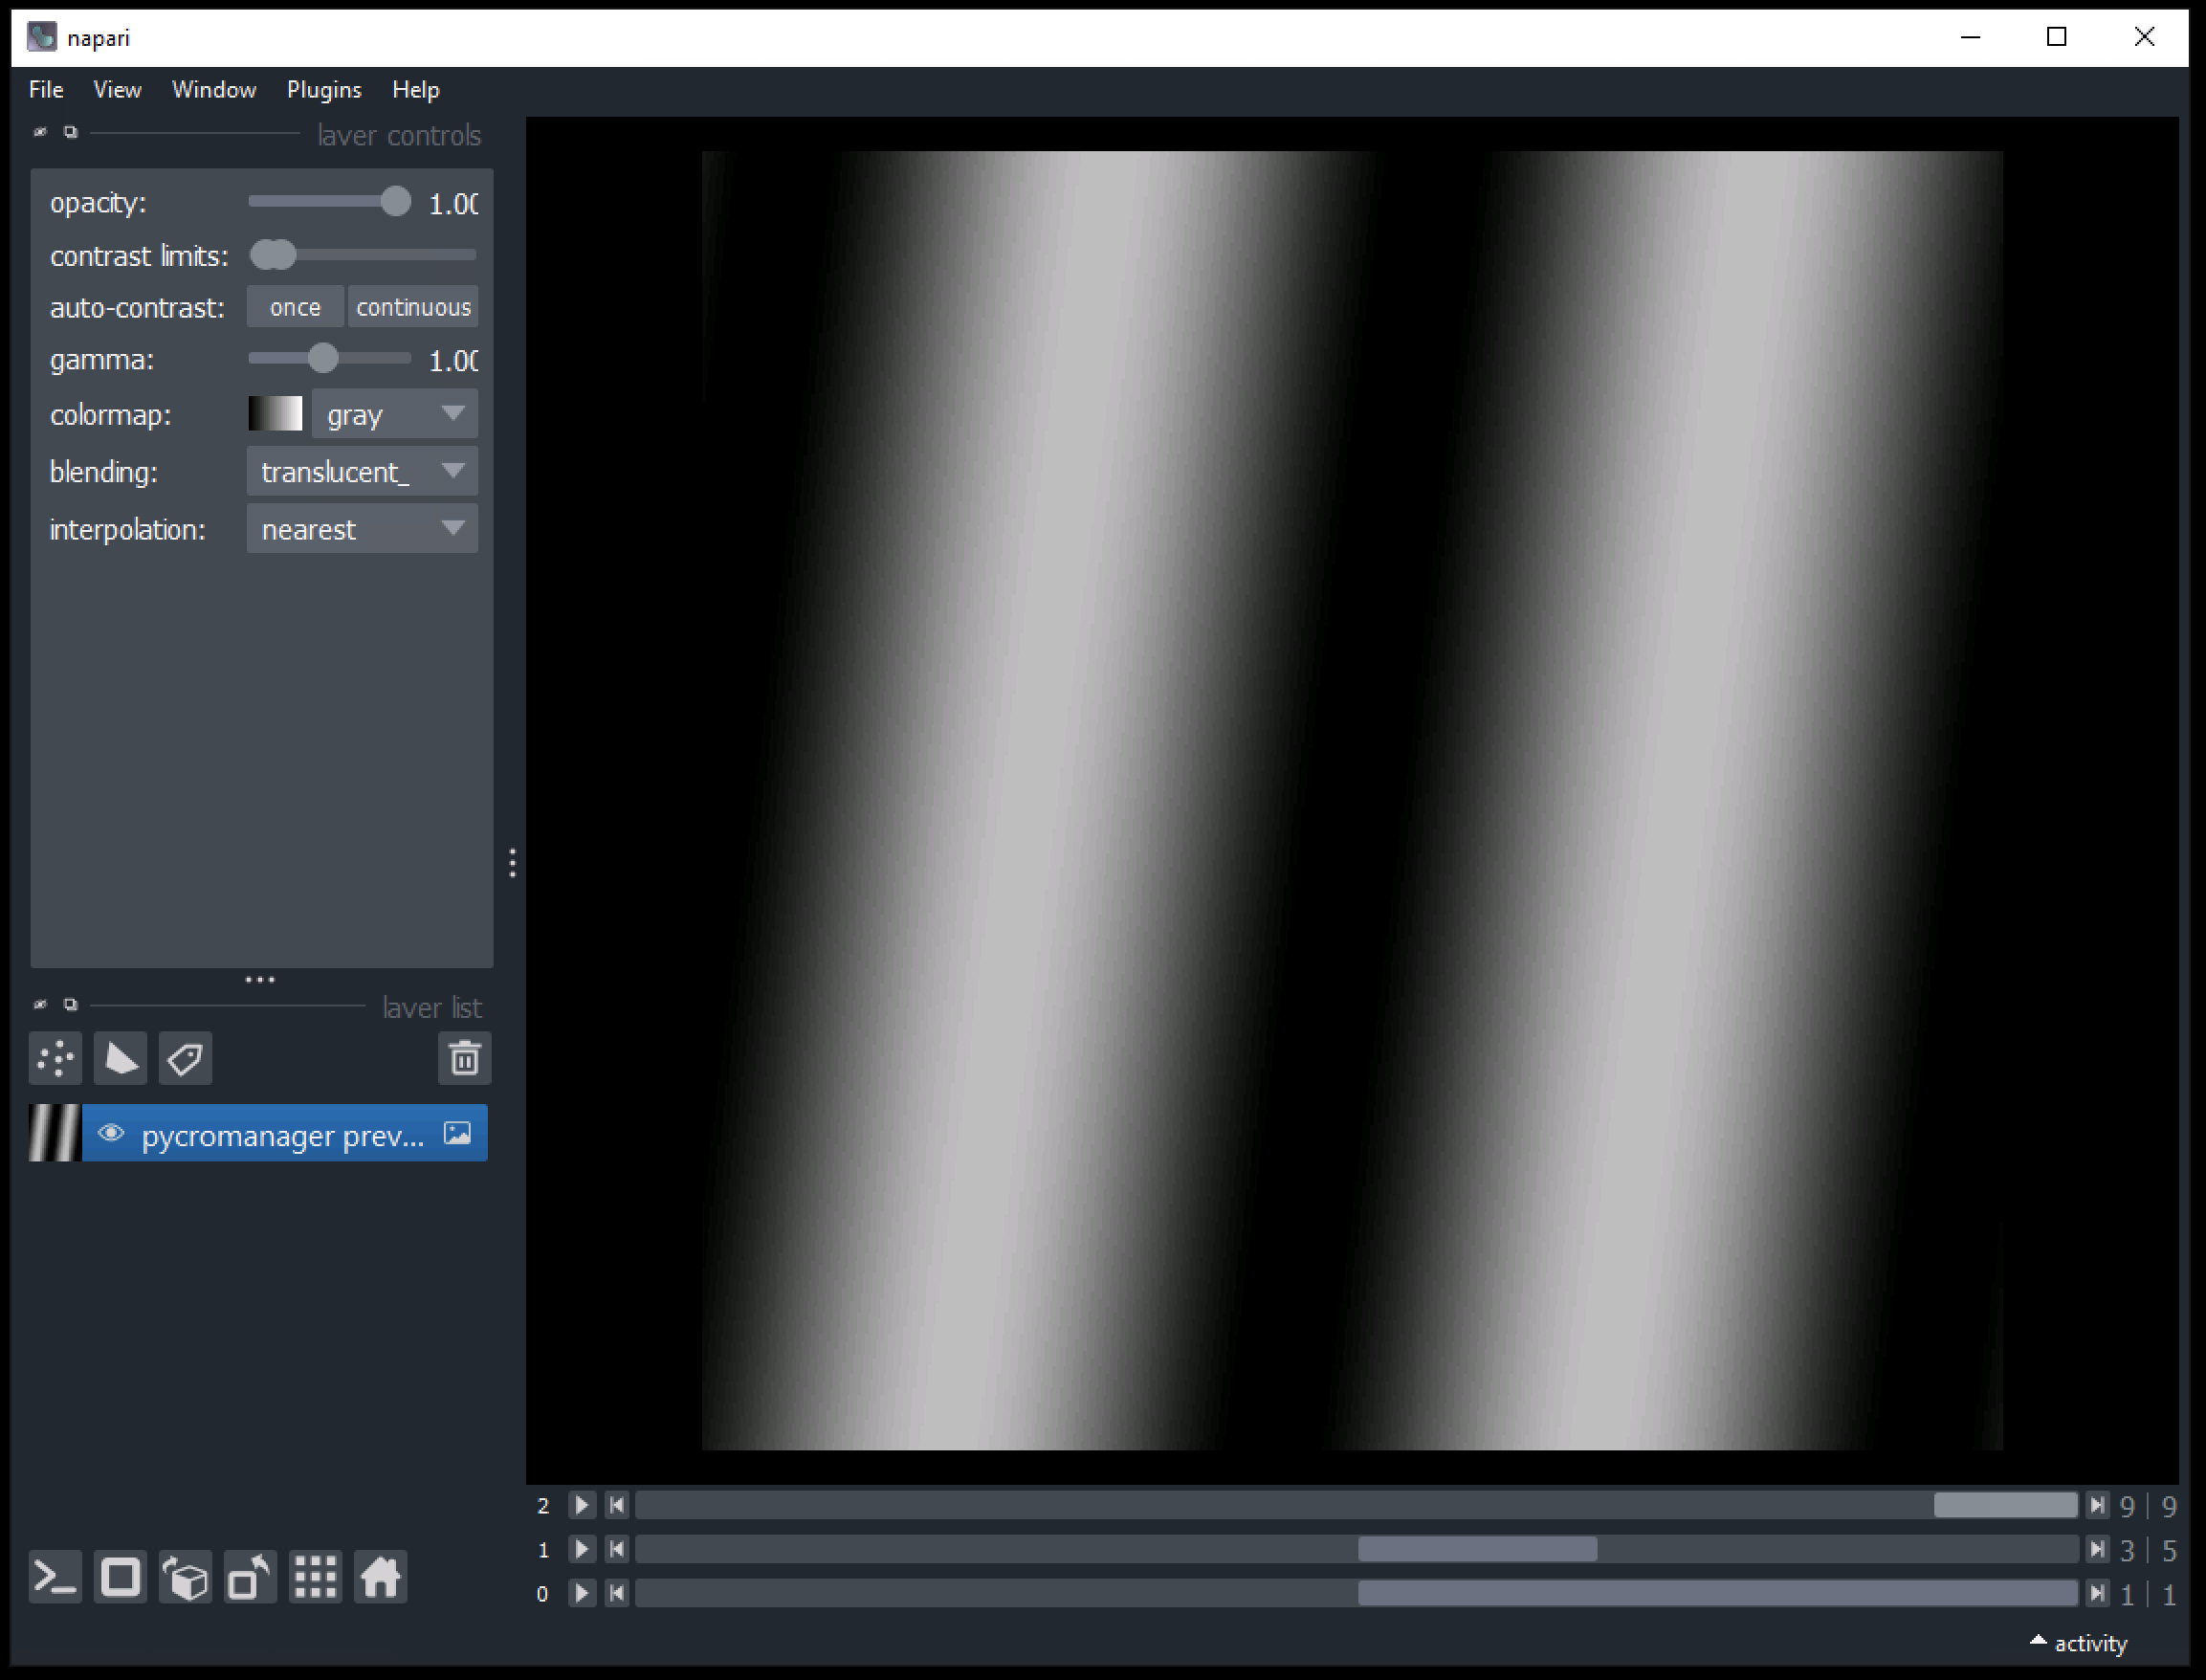 napari
File View Window Plugins Help
layer controls
opacity: 1.00
contrast limits:
auto-contrast: once continuous
gamma: 1.00
colormap: gray
blending: translucent_
interpolation: nearest
layer list
pycromanager prev...
2 9 | 9
1 3 | 5
0 1 | 1
activity